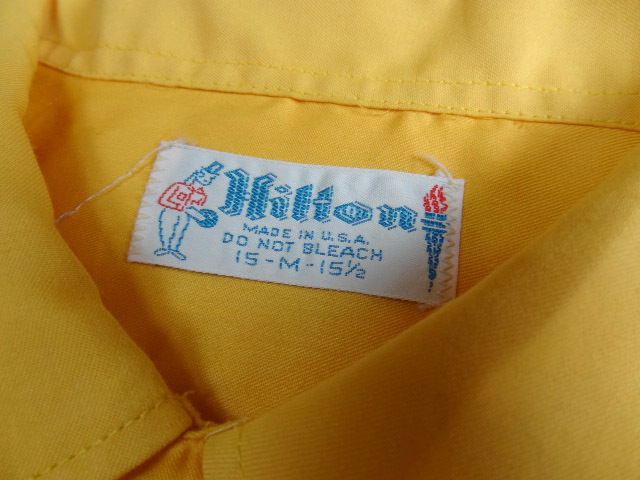 Hilton
MADE IN U.S.A.
DO NOT BLEACH
15-M-15½